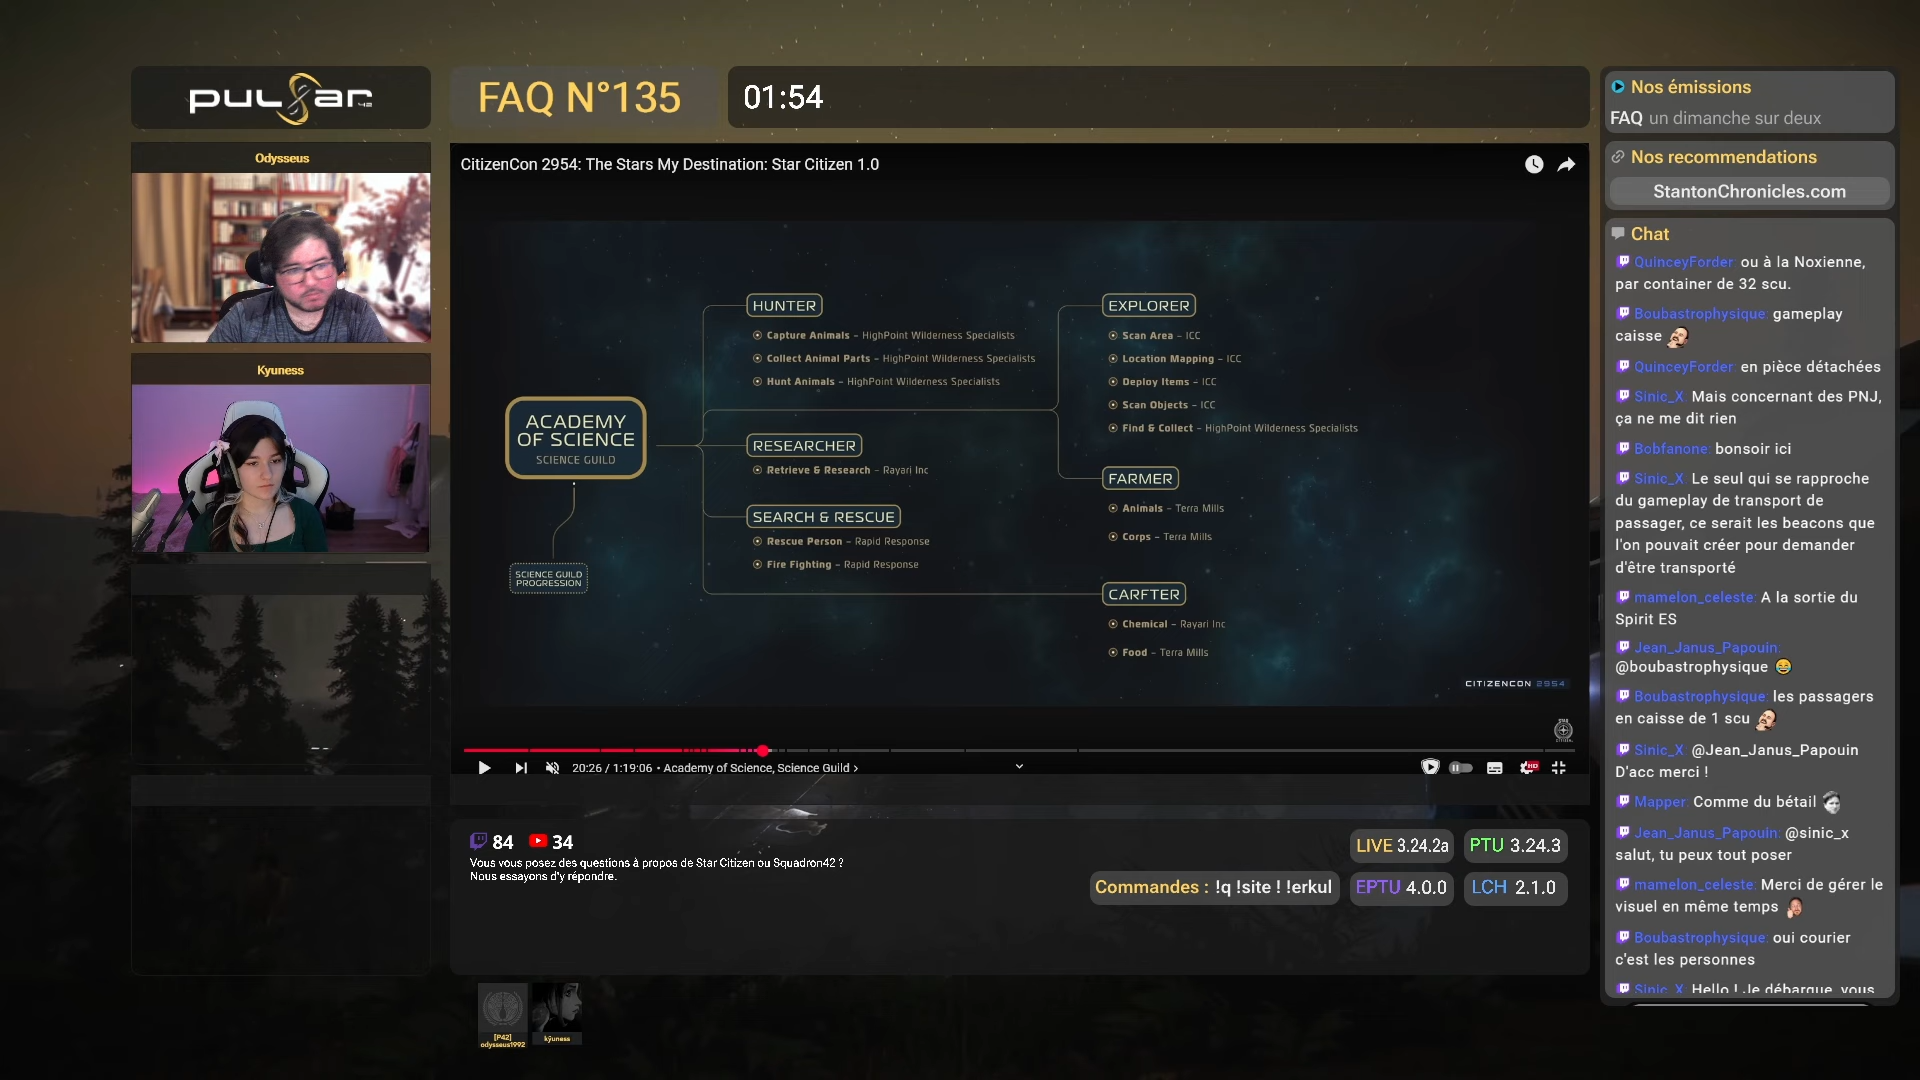 pulsar 42
FAQ N°135
01:54
Odysseus
Kyuness
CitizenCon 2954: The Stars My Destination: Star Citizen 1.0
ACADEMY
OF SCIENCE
SCIENCE GUILD
SCIENCE GUILD
PROGRESSION
HUNTER
Capture Animals – HighPoint Wilderness Specialists
Collect Animal Parts – HighPoint Wilderness Specialists
Hunt Animals – HighPoint Wilderness Specialists
RESEARCHER
Retrieve & Research – Rayari Inc
SEARCH & RESCUE
Rescue Person – Rapid Response
Fire Fighting – Rapid Response
EXPLORER
Scan Area – ICC
Location Mapping – ICC
Deploy Items – ICC
Scan Objects – ICC
Find & Collect – HighPoint Wilderness Specialists
FARMER
Animals – Terra Mills
Corps – Terra Mills
CARFTER
Chemical – Rayari Inc
Food – Terra Mills
CITIZENCON 2954
20:26 / 1:19:06 • Academy of Science, Science Guild ›
HD
84 34
Vous vous posez des questions à propos de Star Citizen ou Squadron42 ?
Nous essayons d'y répondre.
LIVE 3.24.2a
PTU 3.24.3
Commandes : !q !site ! !erkul
EPTU 4.0.0
LCH 2.1.0
[P42]
odysseus1992
kÿuness
Nos émissions
FAQ un dimanche sur deux
Nos recommendations
StantonChronicles.com
Chat
QuinceyForder: ou à la Noxienne,
par container de 32 scu.
Boubastrophysique: gameplay
caisse
QuinceyForder: en pièce détachées
Sinic_X: Mais concernant des PNJ,
ça ne me dit rien
Bobfanone: bonsoir ici
Sinic_X: Le seul qui se rapproche
du gameplay de transport de
passager, ce serait les beacons que
l'on pouvait créer pour demander
d'être transporté
mamelon_celeste: A la sortie du
Spirit ES
Jean_Janus_Papouin:
@boubastrophysique 😂
Boubastrophysique: les passagers
en caisse de 1 scu
Sinic_X: @Jean_Janus_Papouin
D'acc merci !
Mapper: Comme du bétail
Jean_Janus_Papouin: @sinic_x
salut, tu peux tout poser
mamelon_celeste: Merci de gérer le
visuel en même temps
Boubastrophysique: oui courier
c'est les personnes
Sinic_X: Hello ! Je débarque, vous